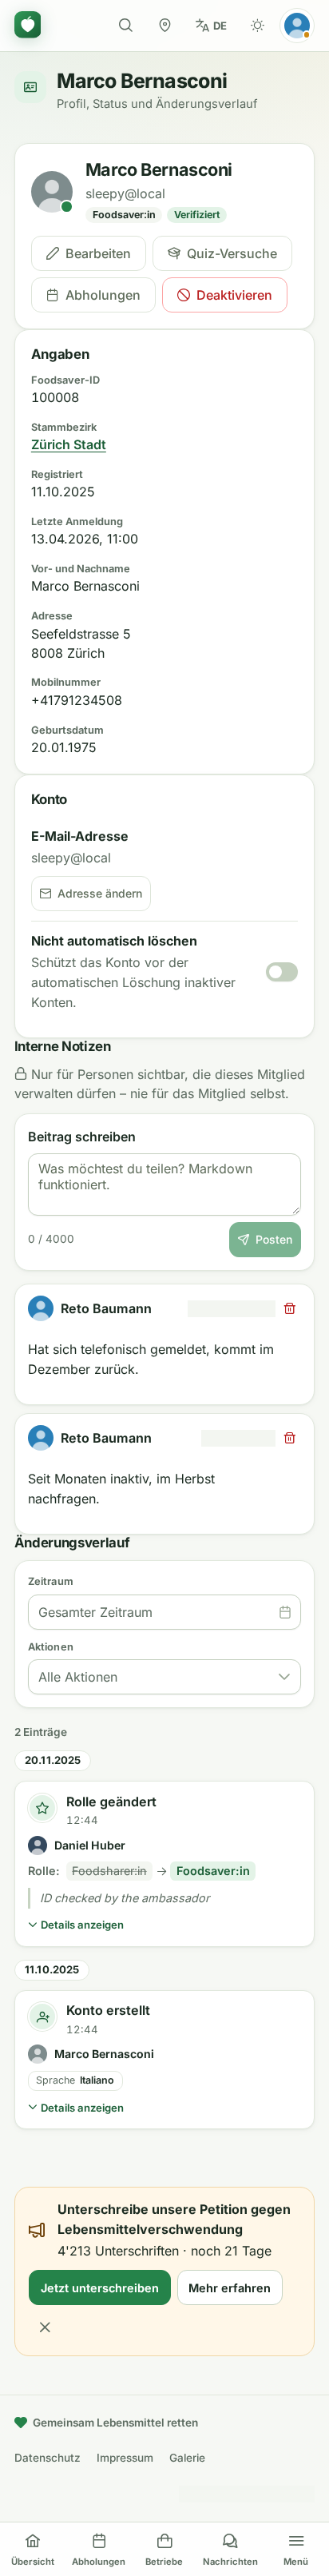 DE
Marco Bernasconi
Profil, Status und Änderungsverlauf
Marco Bernasconi
sleepy@local
Foodsaver:in Verifiziert
Bearbeiten Quiz-Versuche
Abholungen Deaktivieren
Angaben
Foodsaver-ID
100008
Stammbezirk
Zürich Stadt
Registriert
11.10.2025
Letzte Anmeldung
13.04.2026, 11:00
Vor- und Nachname
Marco Bernasconi
Adresse
Seefeldstrasse 5
8008 Zürich
Mobilnummer
+41791234508
Geburtsdatum
20.01.1975
Konto
E-Mail-Adresse
sleepy@local
Adresse ändern
Nicht automatisch löschen
Schützt das Konto vor der
automatischen Löschung inaktiver
Konten.
Interne Notizen
Nur für Personen sichtbar, die dieses Mitglied
verwalten dürfen – nie für das Mitglied selbst.
Beitrag schreiben
Was möchtest du teilen? Markdown
funktioniert.
0 / 4000
Posten
Reto Baumann
Hat sich telefonisch gemeldet, kommt im
Dezember zurück.
Reto Baumann
Seit Monaten inaktiv, im Herbst
nachfragen.
Änderungsverlauf
Zeitraum
Gesamter Zeitraum
Aktionen
Alle Aktionen
2 Einträge
20.11.2025
Rolle geändert
12:44
Daniel Huber
Rolle: Foodsharer:in → Foodsaver:in
ID checked by the ambassador
Details anzeigen
11.10.2025
Konto erstellt
12:44
Marco Bernasconi
Sprache Italiano
Details anzeigen
Unterschreibe unsere Petition gegen
Lebensmittelverschwendung
4'213 Unterschriften · noch 21 Tage
Jetzt unterschreiben Mehr erfahren
Gemeinsam Lebensmittel retten
Datenschutz Impressum Galerie
Übersicht Abholungen Betriebe Nachrichten Menü